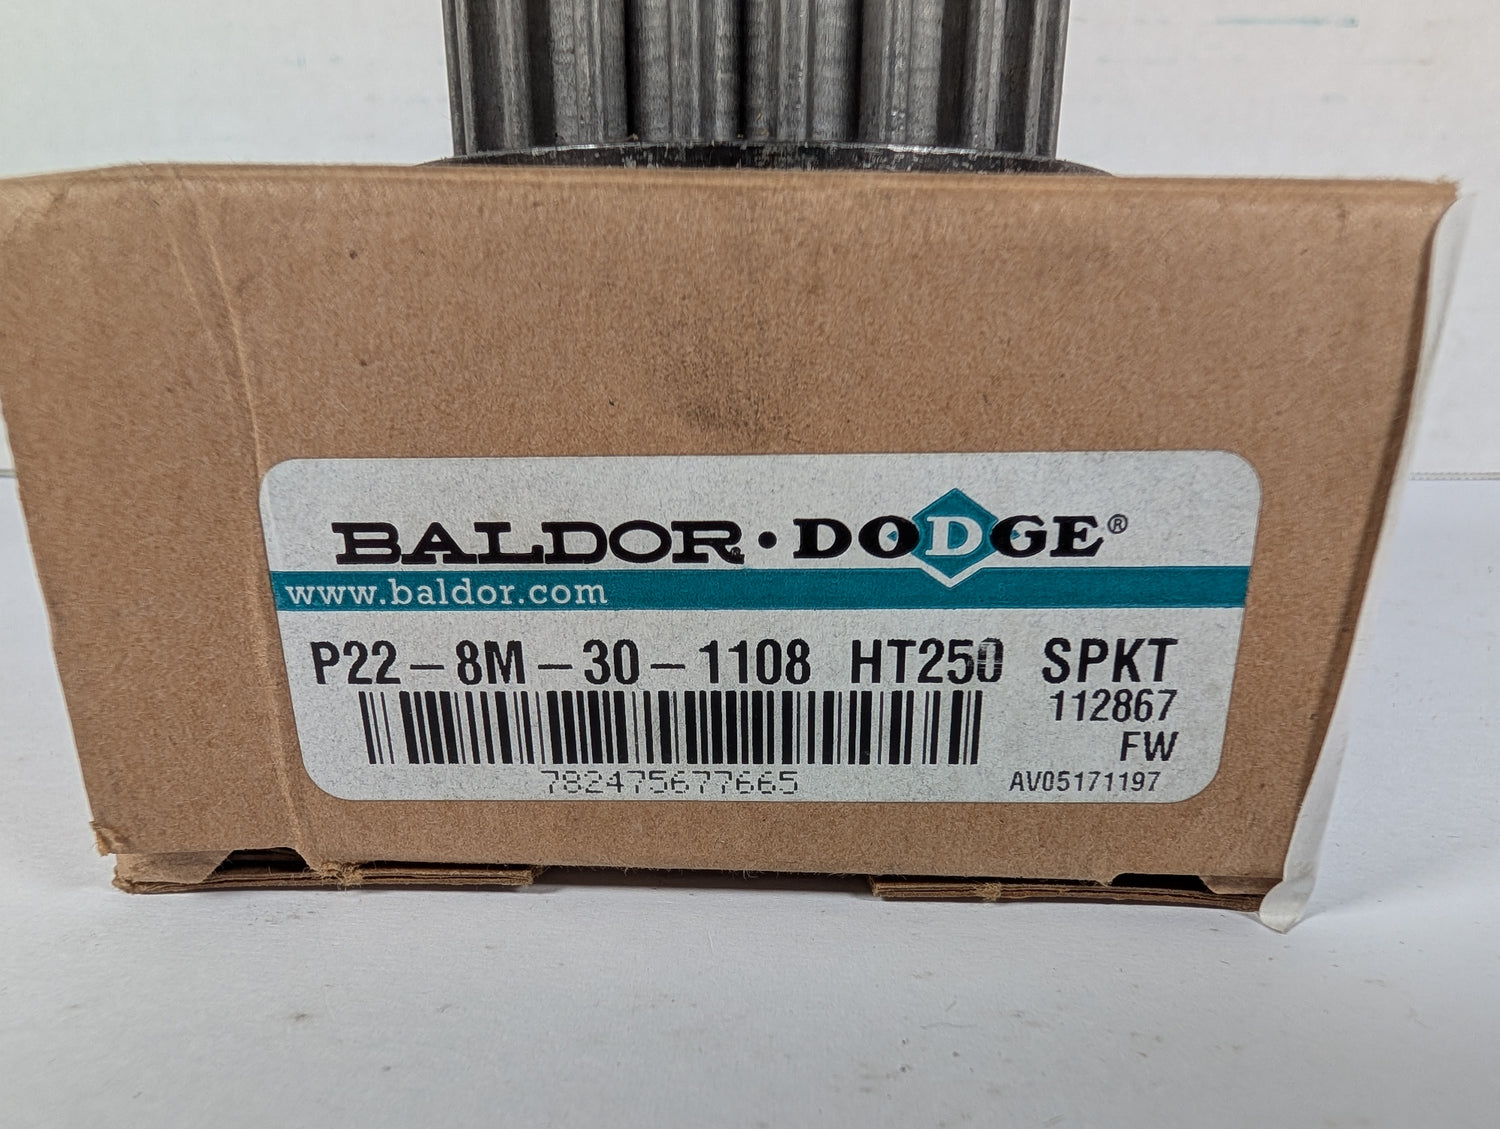 BALDOR® • DODGE®
www.baldor.com
P22-8M-30-1108 HT250 SPKT
112867
FW
782475677665
AV05171197